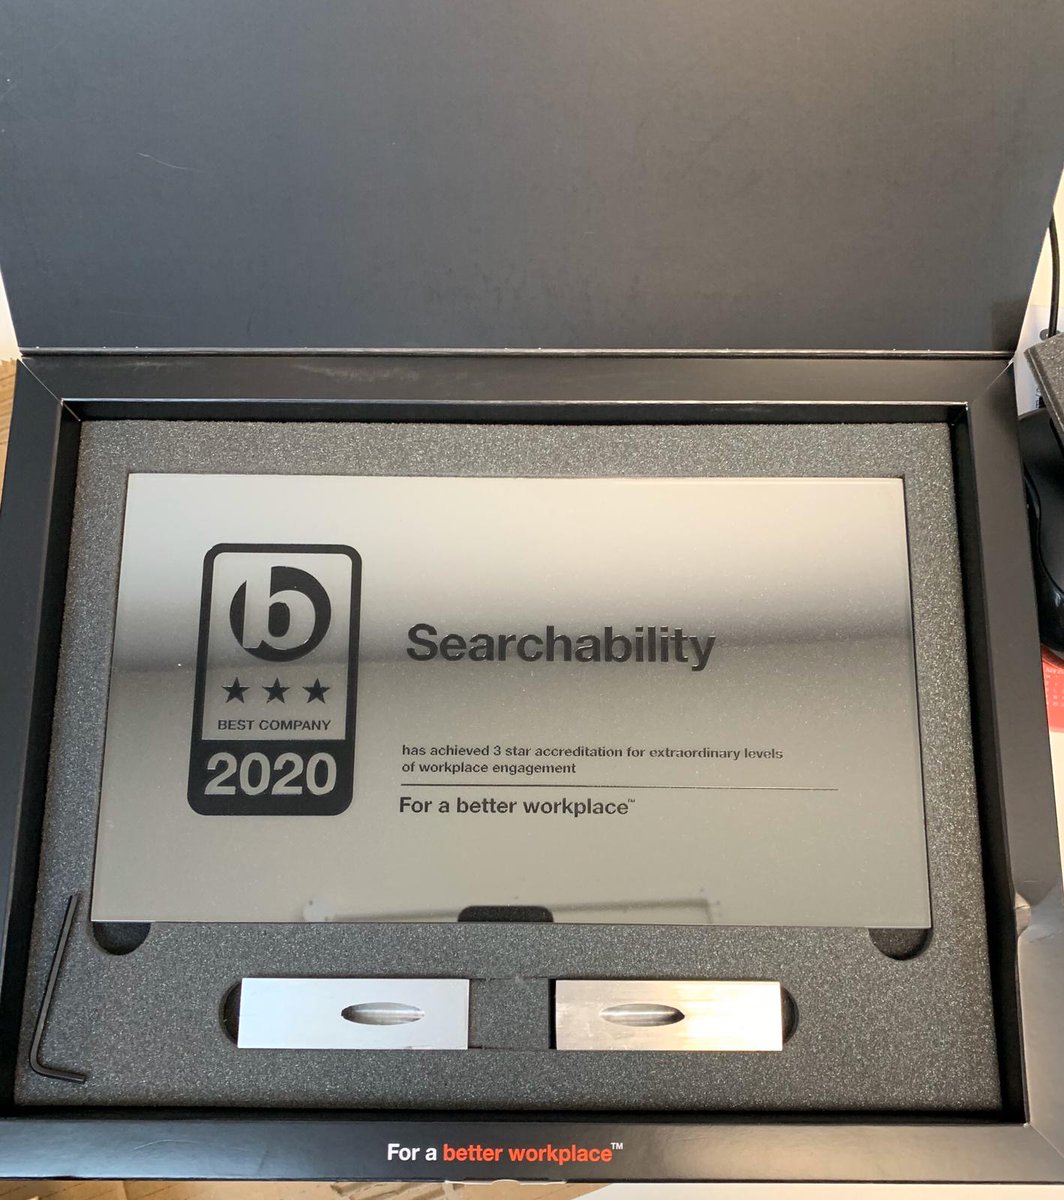 b
★ ★ ★
BEST COMPANY
2020
Searchability
has achieved 3 star accreditation for extraordinary levels
of workplace engagement
For a better workplace™
For a better workplace™